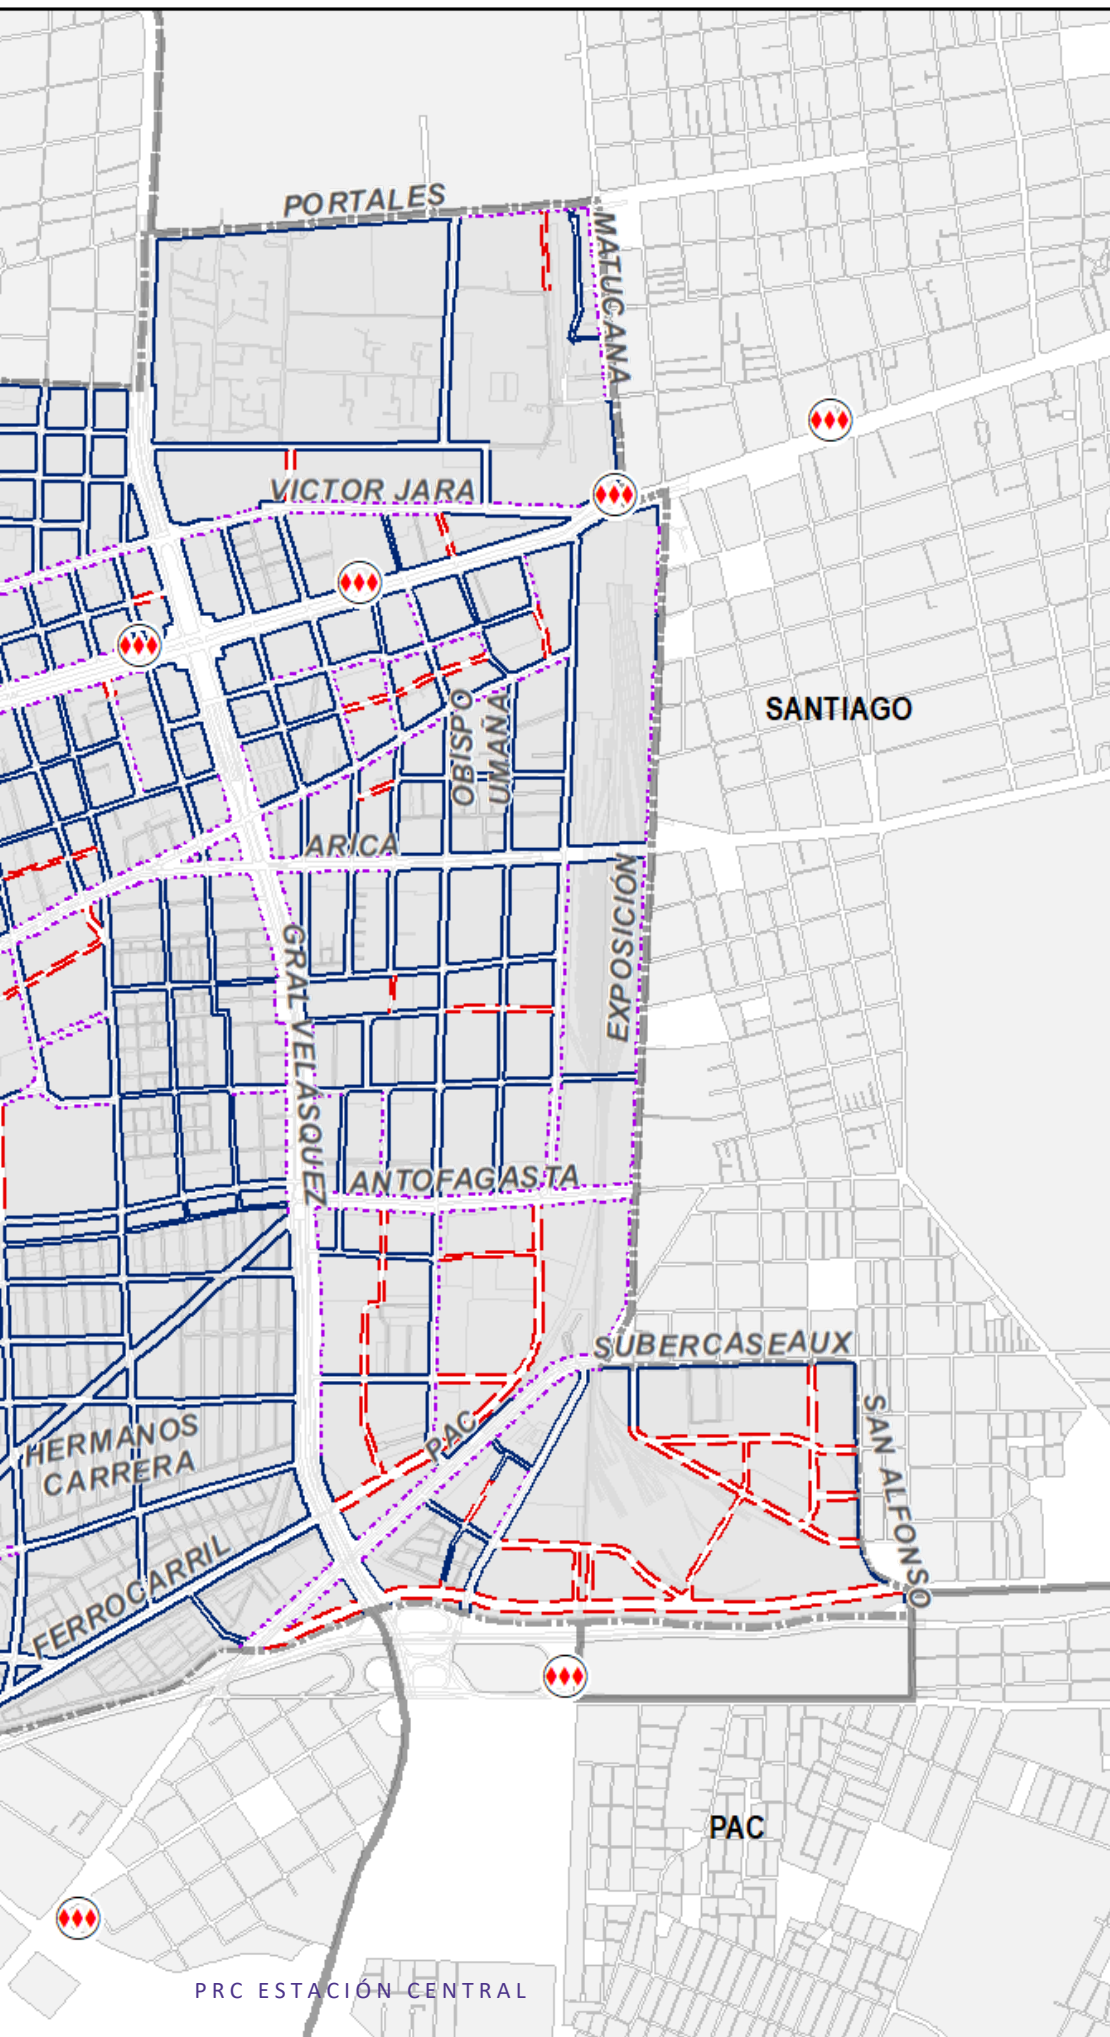 PORTALES
MATUCANA
VICTOR JARA
SANTIAGO
OBISPO
UMAÑA
ARICA
EXPOSICIÓN
GRAL VELASQUEZ
ANTOFAGASTA
SUBERCASEAUX
SAN ALFONSO
PAC
HERMANOS
CARRERA
FERROCARRIL
PAC
PRC ESTACIÓN CENTRAL